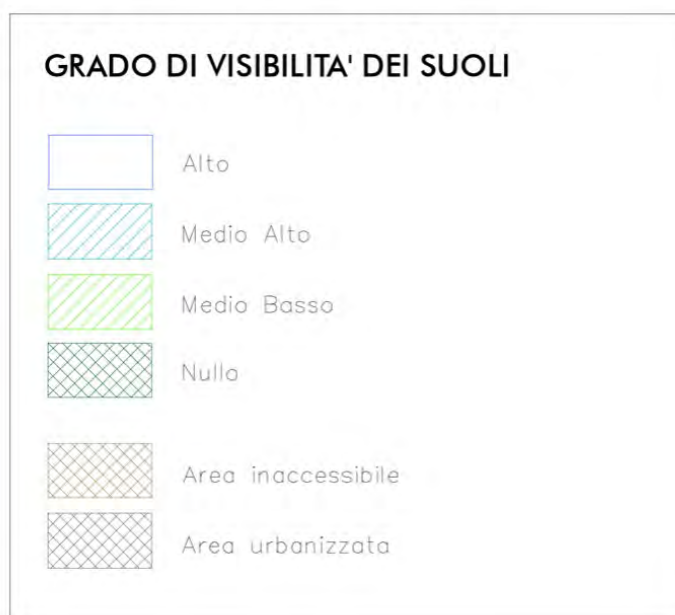 GRADO DI VISIBILITA' DEI SUOLI
Alto
Medio Alto
Medio Basso
Nullo
Area inaccessibile
Area urbanizzata